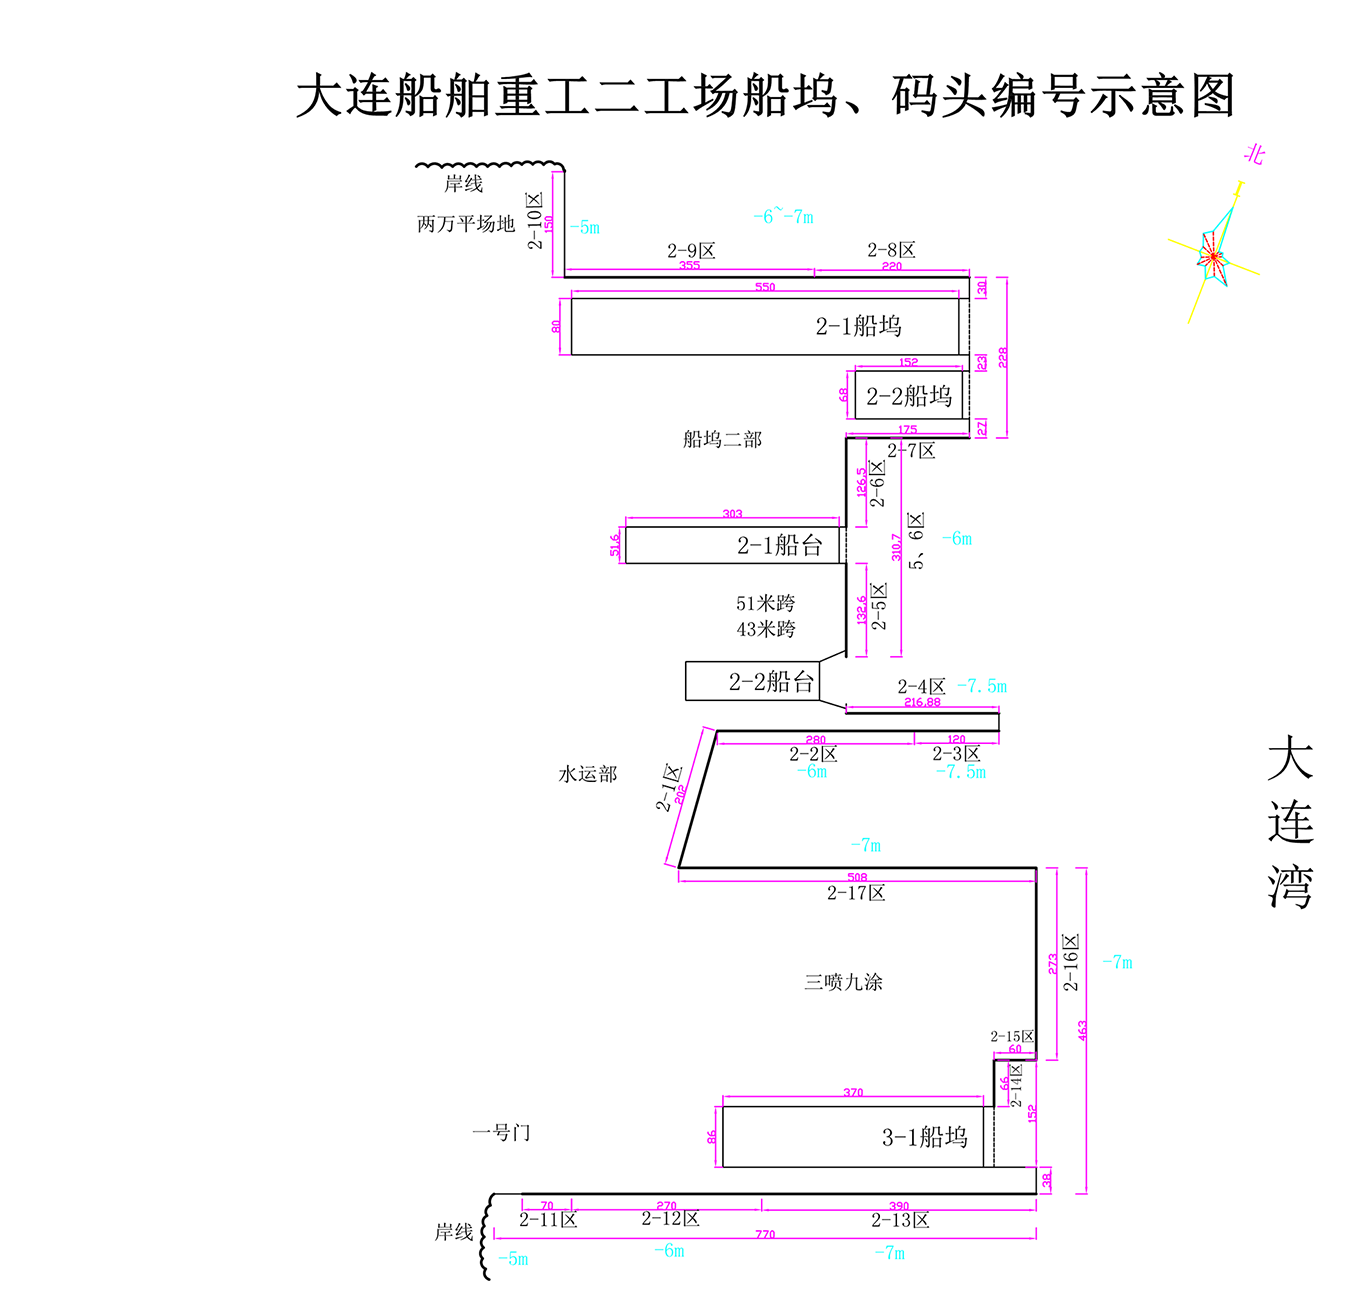 大连船舶重工二工场船坞、码头编号示意图
北
岸线
两万平场地
2-10区
150
-5m
-6~-7m
2-9区
2-8区
355
220
550
30
80
2-1船坞
228
23
152
68
2-2船坞
27
175
船坞二部
2-7区
126.5
2-6区
303
51.6
2-1船台
310.7
5、6区
-6m
51米跨
43米跨
132.6
2-5区
2-2船台
2-4区
-7.5m
216.88
280
120
2-2区
2-3区
-6m
-7.5m
水运部
2-1区
202
大连湾
-7m
508
2-17区
273
2-16区
-7m
463
三喷九涂
2-15区
60
66
2-14区
152
370
86
3-1船坞
38
一号门
70
270
390
2-11区
2-12区
2-13区
岸线
770
-5m
-6m
-7m